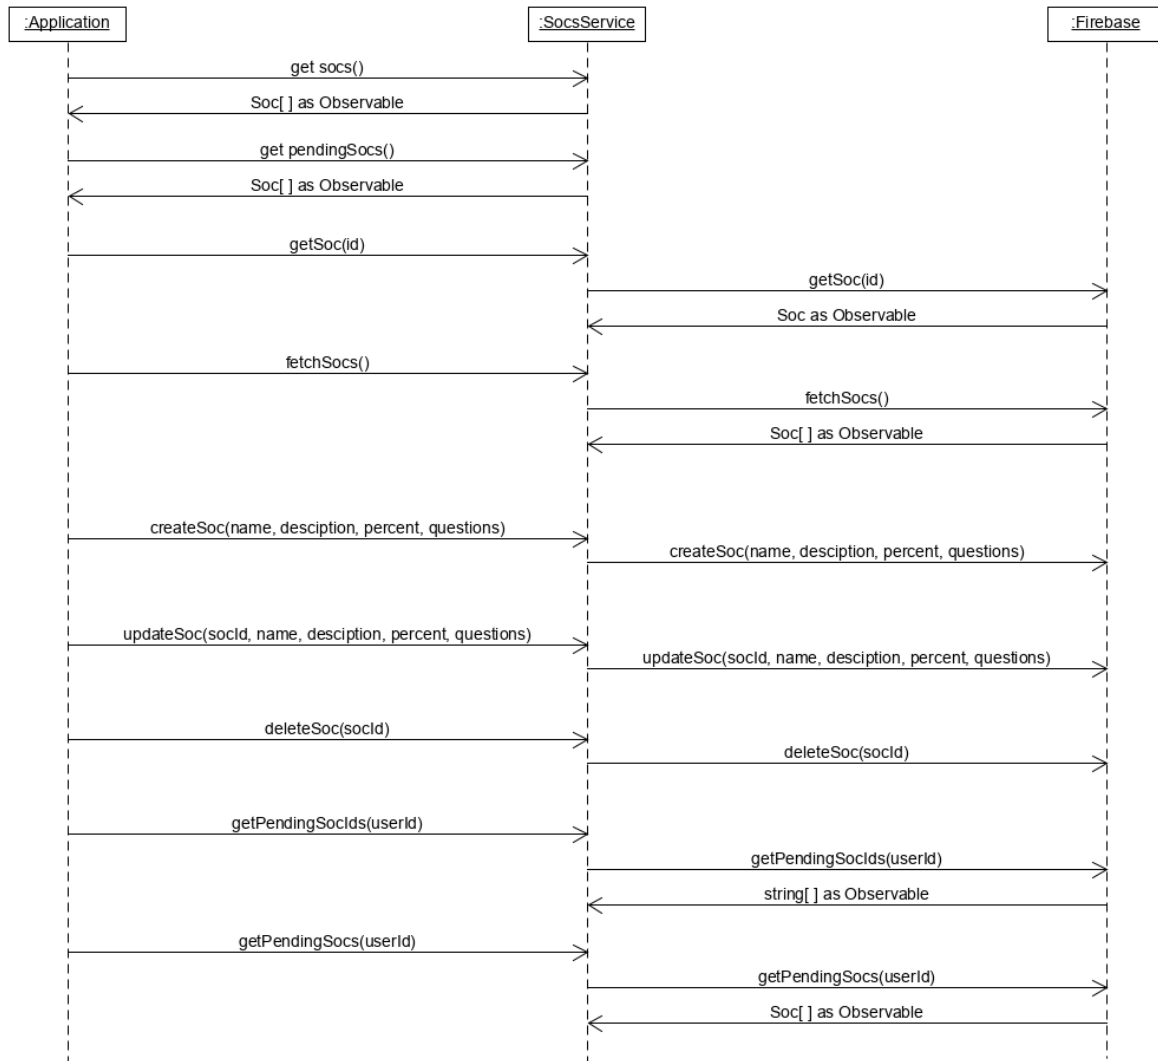 :Application
:SocsService
:Firebase
get socs()
Soc[ ] as Observable
get pendingSocs()
Soc[ ] as Observable
getSoc(id)
getSoc(id)
Soc as Observable
fetchSocs()
fetchSocs()
Soc[ ] as Observable
createSoc(name, desciption, percent, questions)
createSoc(name, desciption, percent, questions)
updateSoc(socId, name, desciption, percent, questions)
updateSoc(socId, name, desciption, percent, questions)
deleteSoc(socId)
deleteSoc(socId)
getPendingSocIds(userId)
getPendingSocIds(userId)
string[ ] as Observable
getPendingSocs(userId)
getPendingSocs(userId)
Soc[ ] as Observable